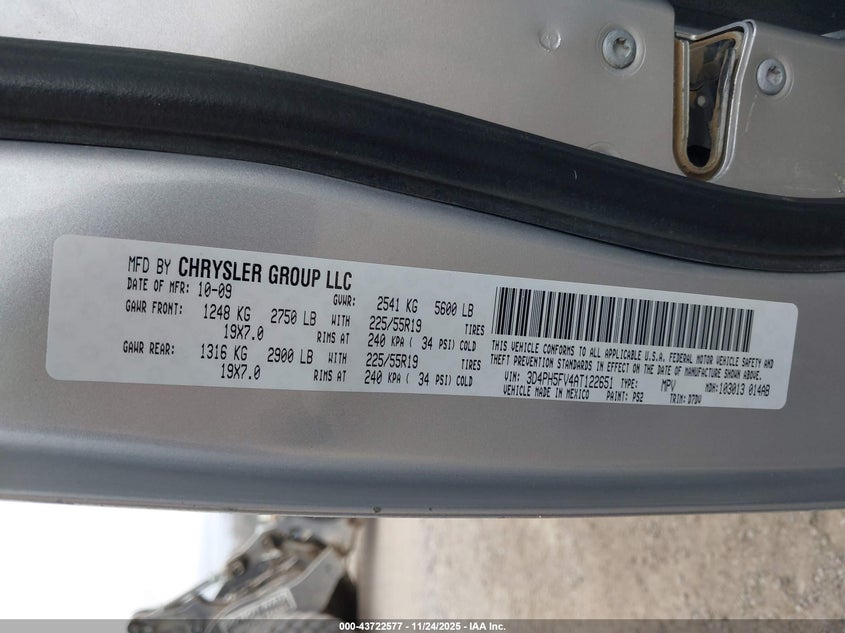 MFD BY CHRYSLER GROUP LLC
DATE OF MFR: 10-09 GVWR: 2541 KG 5600 LB
GAWR FRONT: 1248 KG 2750 LB WITH 225/55R19 TIRES
19X7.0 RIMS AT 240 KPA ( 34 PSI) COLD
GAWR REAR: 1316 KG 2900 LB WITH 225/55R19 TIRES
19X7.0 RIMS AT 240 KPA ( 34 PSI) COLD
THIS VEHICLE CONFORMS TO ALL APPLICABLE U.S.A. FEDERAL MOTOR VEHICLE SAFETY AND
THEFT PREVENTION STANDARDS IN EFFECT ON THE DATE OF MANUFACTURE SHOWN ABOVE
VIN: 3D4PH5FV4AT122651 TYPE: MPV MDH:103013 014AB
VEHICLE MADE IN MEXICO PAINT: PS2 TRIM: D7DV
000-43722577 - 11/24/2025 - IAA Inc.